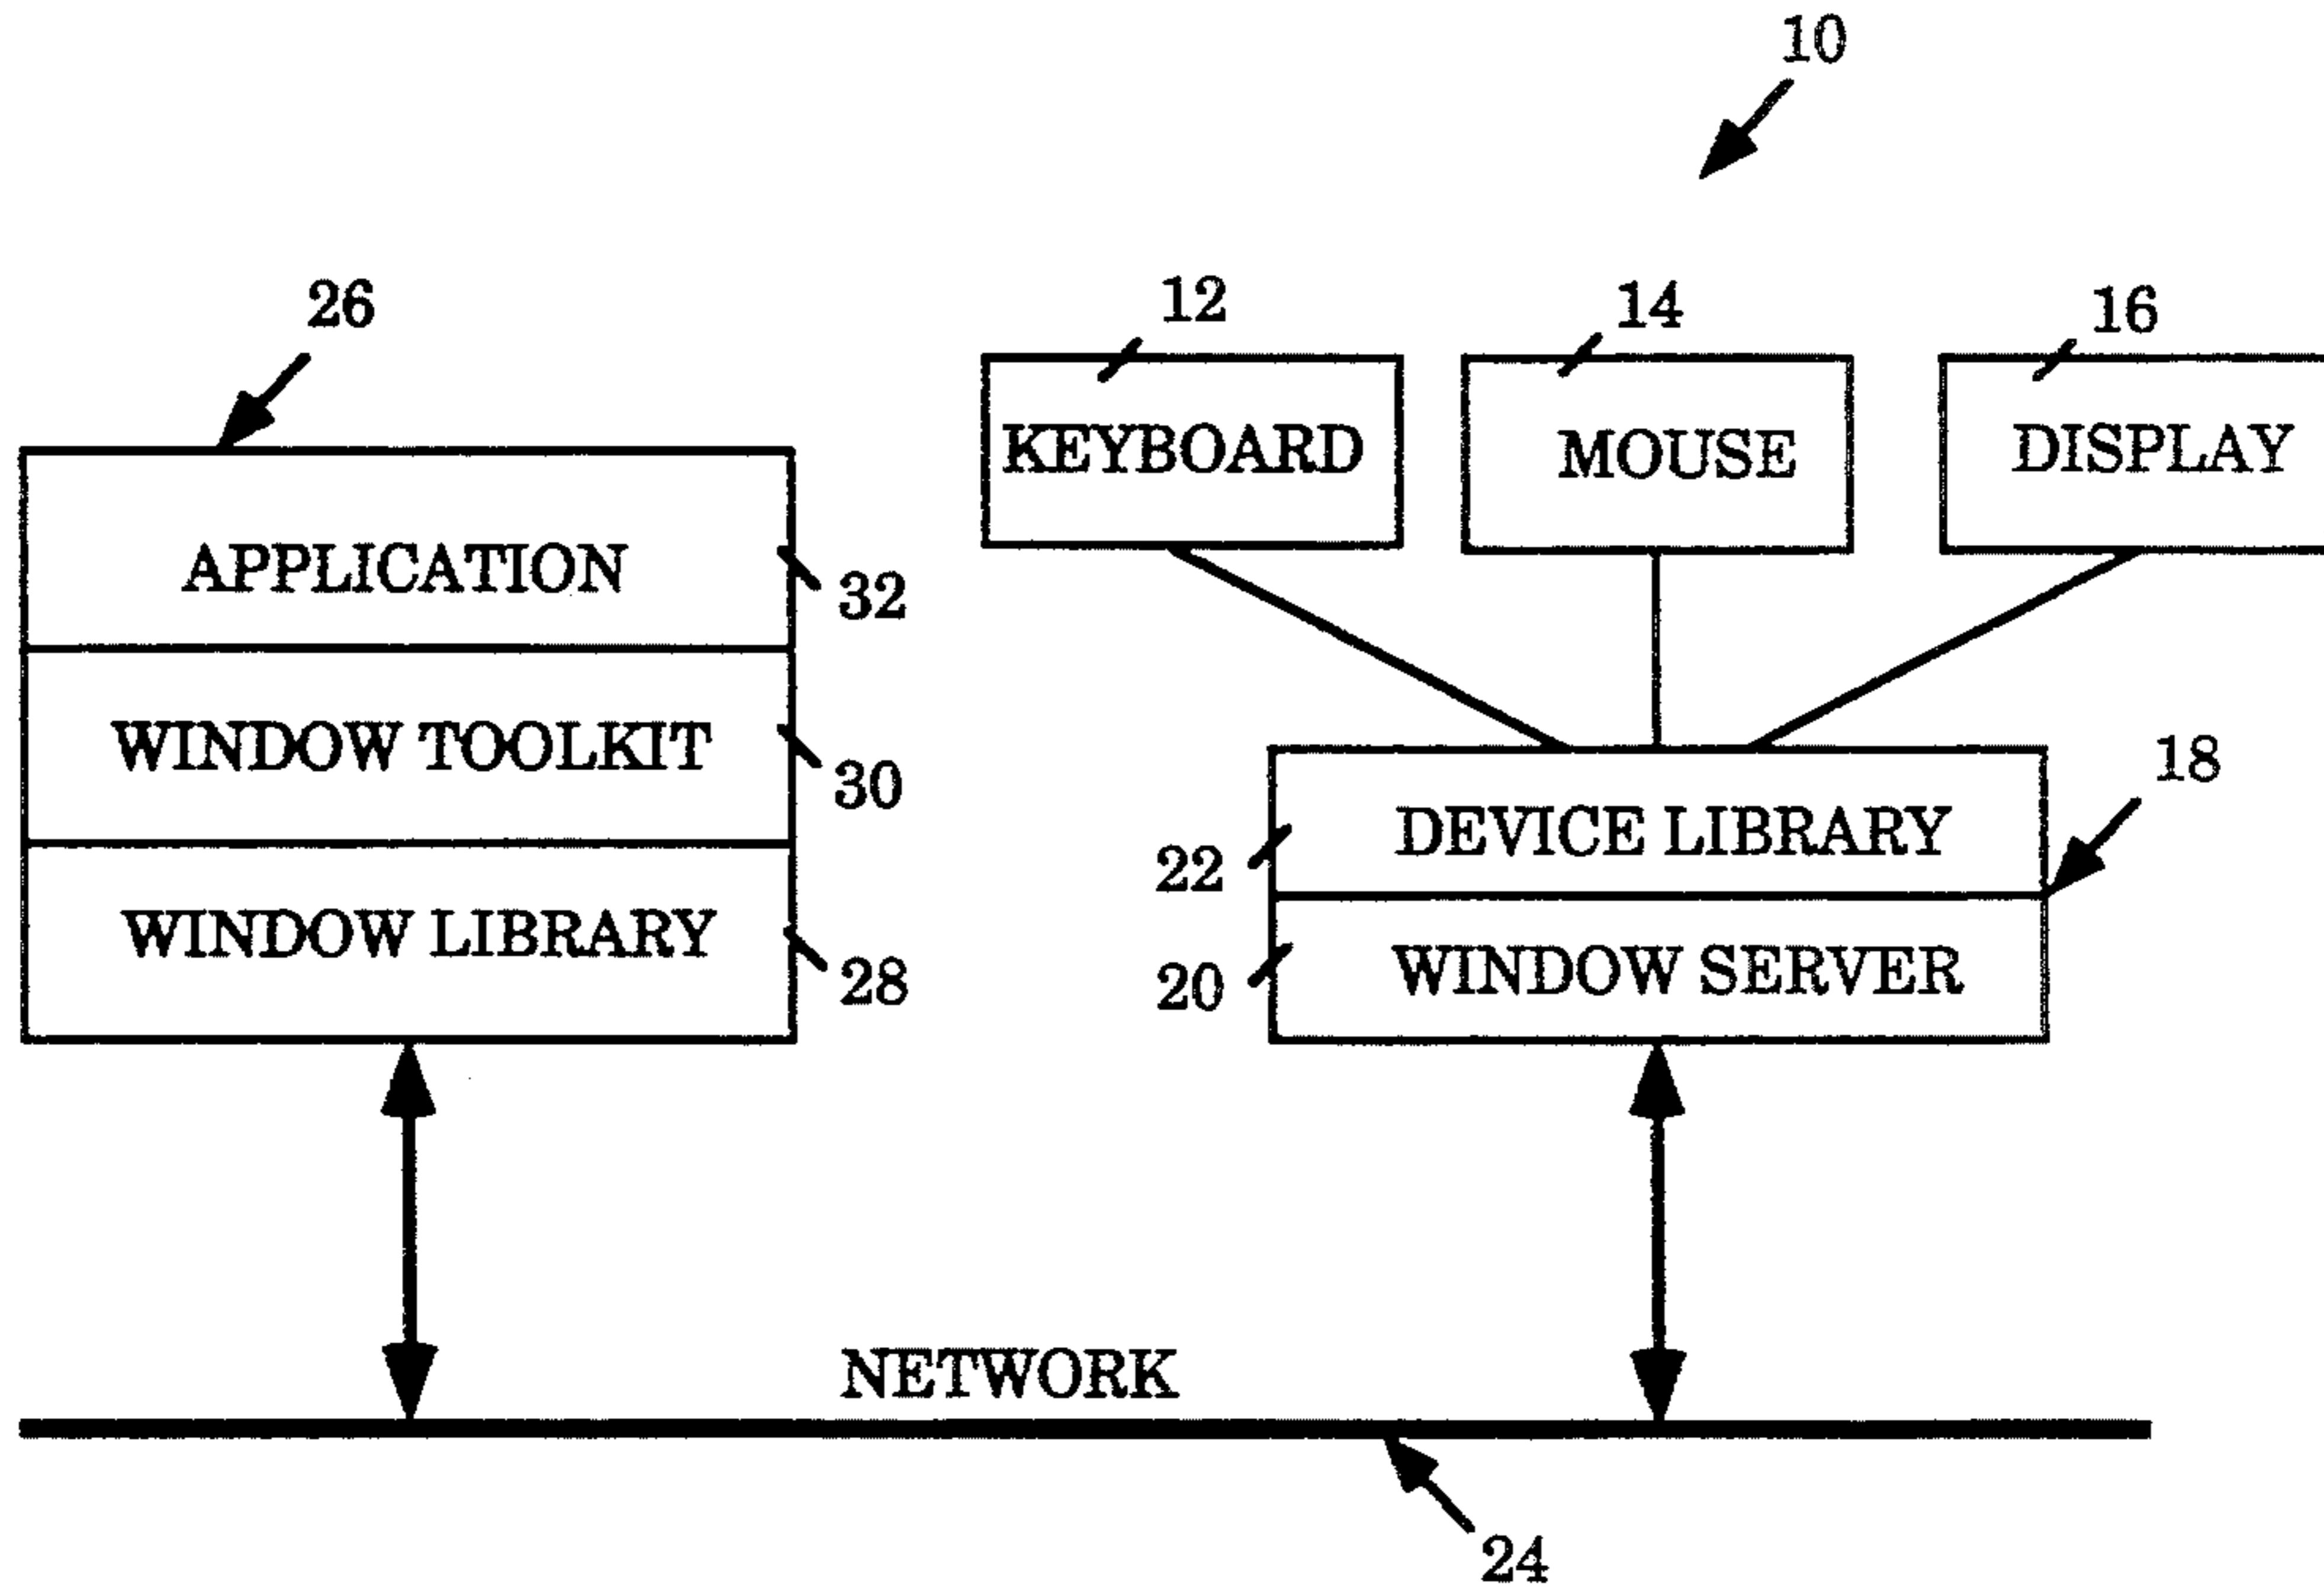 10
26
12
14
16
KEYBOARD
MOUSE
DISPLAY
APPLICATION
32
WINDOW TOOLKIT
30
18
DEVICE LIBRARY
22
WINDOW LIBRARY
28
WINDOW SERVER
20
NETWORK
24